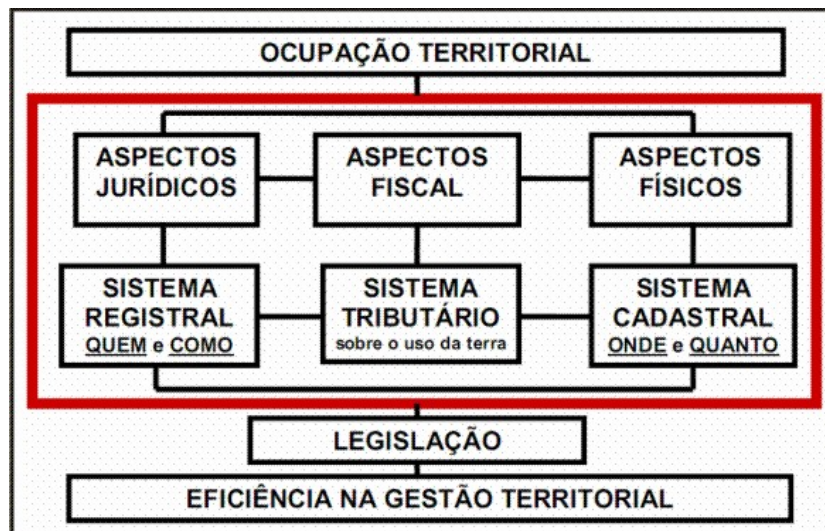 OCUPAÇÃO TERRITORIAL
ASPECTOS
JURÍDICOS
ASPECTOS
FISCAL
ASPECTOS
FÍSICOS
SISTEMA
REGISTRAL
QUEM e COMO
SISTEMA
TRIBUTÁRIO
sobre o uso da terra
SISTEMA
CADASTRAL
ONDE e QUANTO
LEGISLAÇÃO
EFICIÊNCIA NA GESTÃO TERRITORIAL